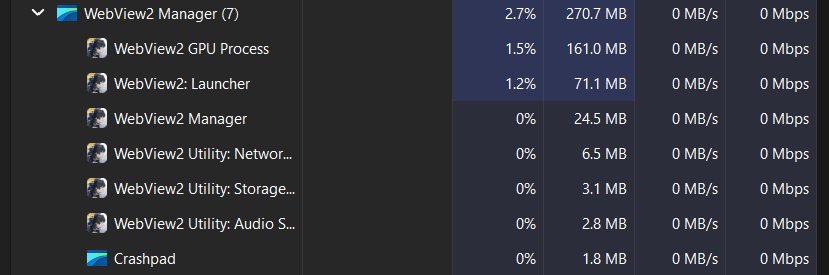 WebView2 Manager (7) 2.7% 270.7 MB 0 MB/s 0 Mbps
WebView2 GPU Process 1.5% 161.0 MB 0 MB/s 0 Mbps
WebView2: Launcher 1.2% 71.1 MB 0 MB/s 0 Mbps
WebView2 Manager 0% 24.5 MB 0 MB/s 0 Mbps
WebView2 Utility: Networ... 0% 6.5 MB 0 MB/s 0 Mbps
WebView2 Utility: Storage... 0% 3.1 MB 0 MB/s 0 Mbps
WebView2 Utility: Audio S... 0% 2.8 MB 0 MB/s 0 Mbps
Crashpad 0% 1.8 MB 0 MB/s 0 Mbps